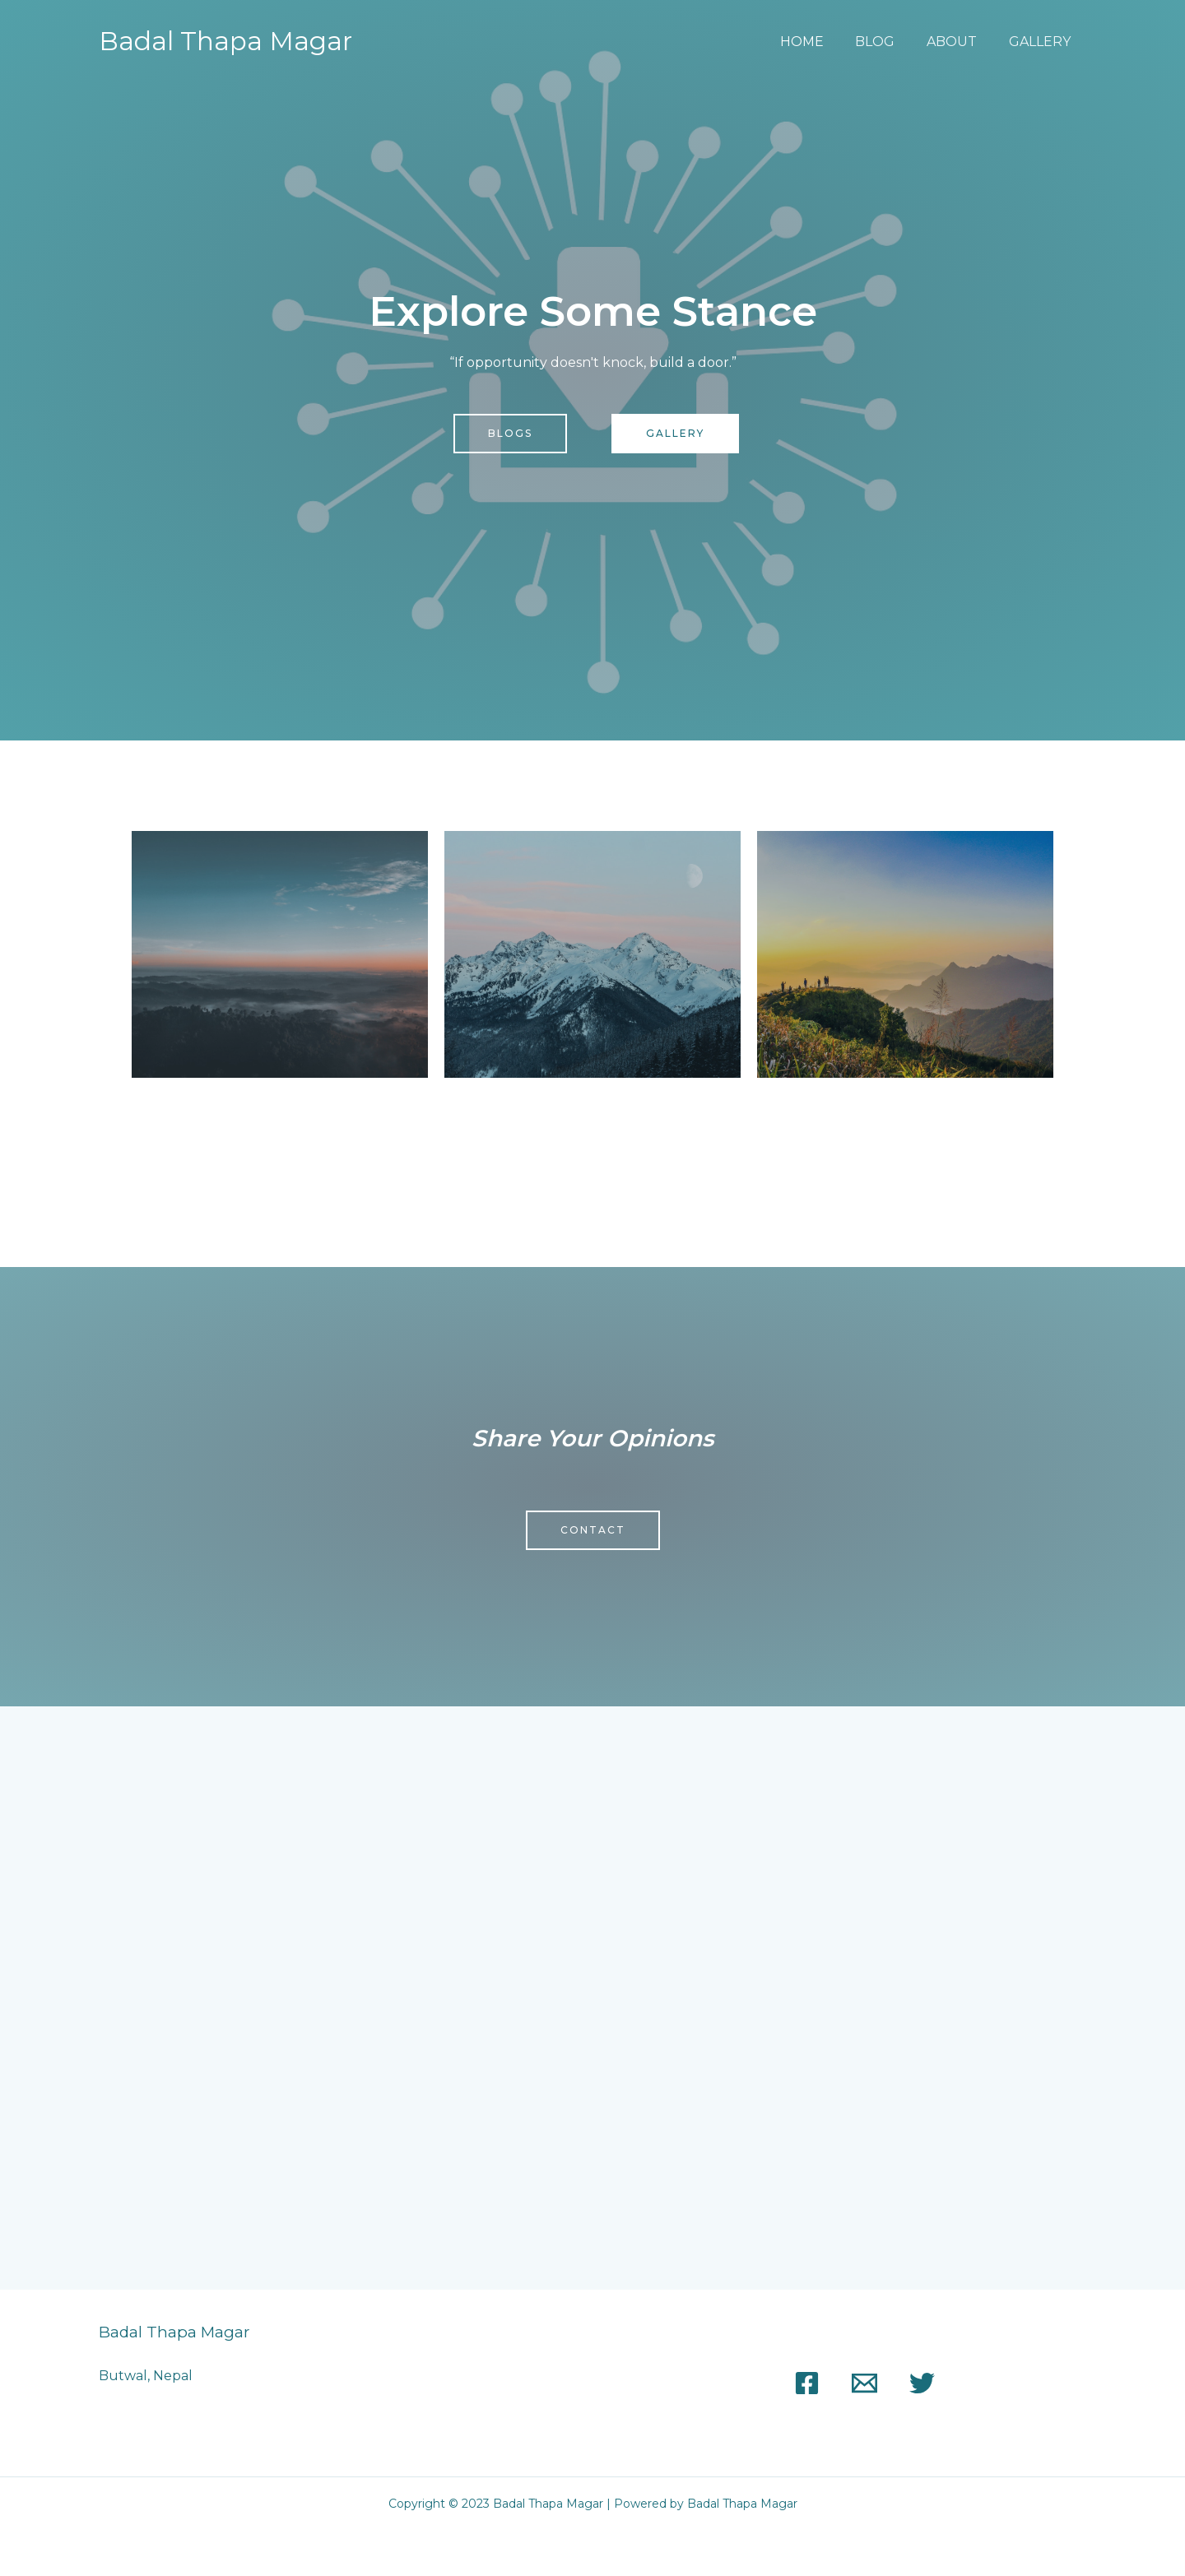 Badal Thapa Magar
HOME BLOG ABOUT GALLERY
Explore Some Stance
“If opportunity doesn't knock, build a door.”
BLOGS GALLERY
Share Your Opinions
CONTACT
Badal Thapa Magar
Butwal, Nepal
Copyright © 2023 Badal Thapa Magar | Powered by Badal Thapa Magar